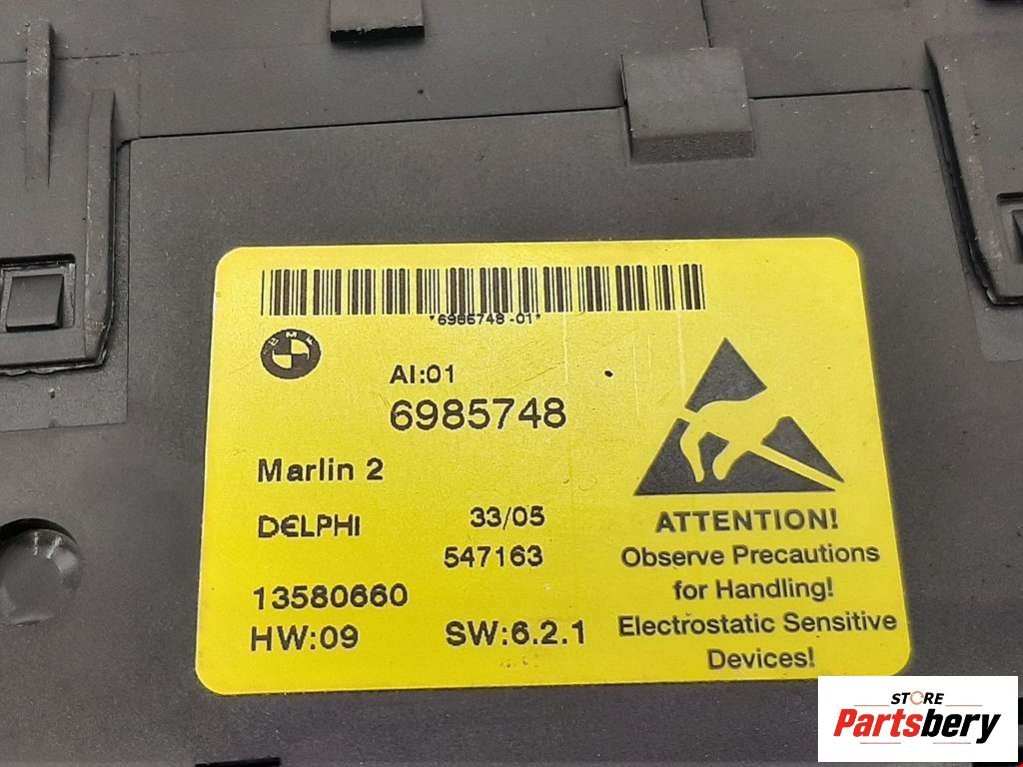 *6985748-01*
BMW
AI:01
6985748
Marlin 2
DELPHI 33/05
547163
13580660
HW:09 SW:6.2.1
ATTENTION!
Observe Precautions
for Handling!
Electrostatic Sensitive
Devices!
STORE
Partsbery